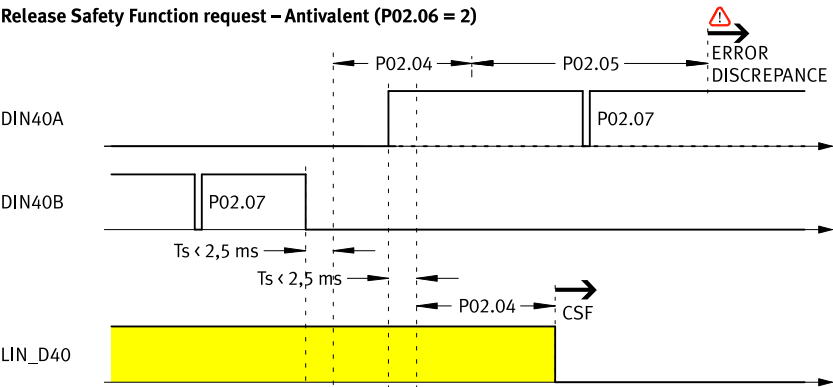 Release Safety Function request – Antivalent (P02.06 = 2)
P02.04
P02.05
ERROR
DISCREPANCE
DIN40A
P02.07
DIN40B
P02.07
Ts < 2,5 ms
Ts < 2,5 ms
P02.04
CSF
LIN_D40